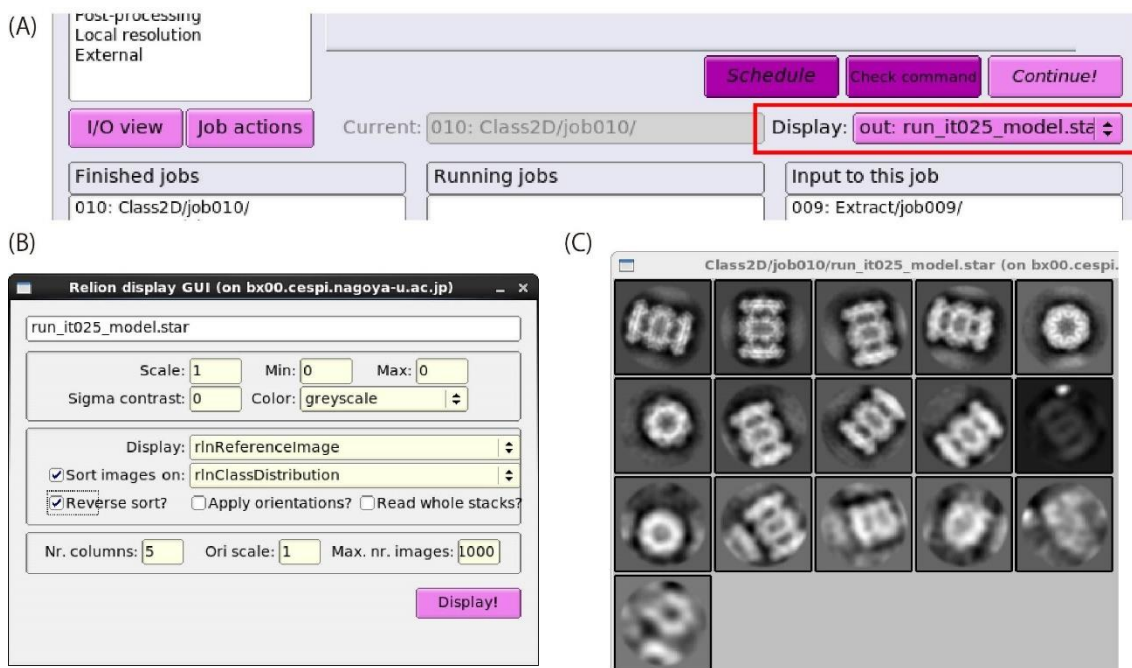 (A)
Post-processing
Local resolution
External
Schedule Check command Continue!
I/O view Job actions Current: 010: Class2D/job010/ Display: out: run_it025_model.sta
Finished jobs Running jobs Input to this job
010: Class2D/job010/ 009: Extract/job009/
(B)
Relion display GUI (on bx00.cespi.nagoya-u.ac.jp)
run_it025_model.star
Scale: 1 Min: 0 Max: 0
Sigma contrast: 0 Color: greyscale
Display: rlnReferenceImage
Sort images on: rlnClassDistribution
Reverse sort? Apply orientations? Read whole stacks?
Nr. columns: 5 Ori scale: 1 Max. nr. images: 1000
Display!
(C)
Class2D/job010/run_it025_model.star (on bx00.cespi.